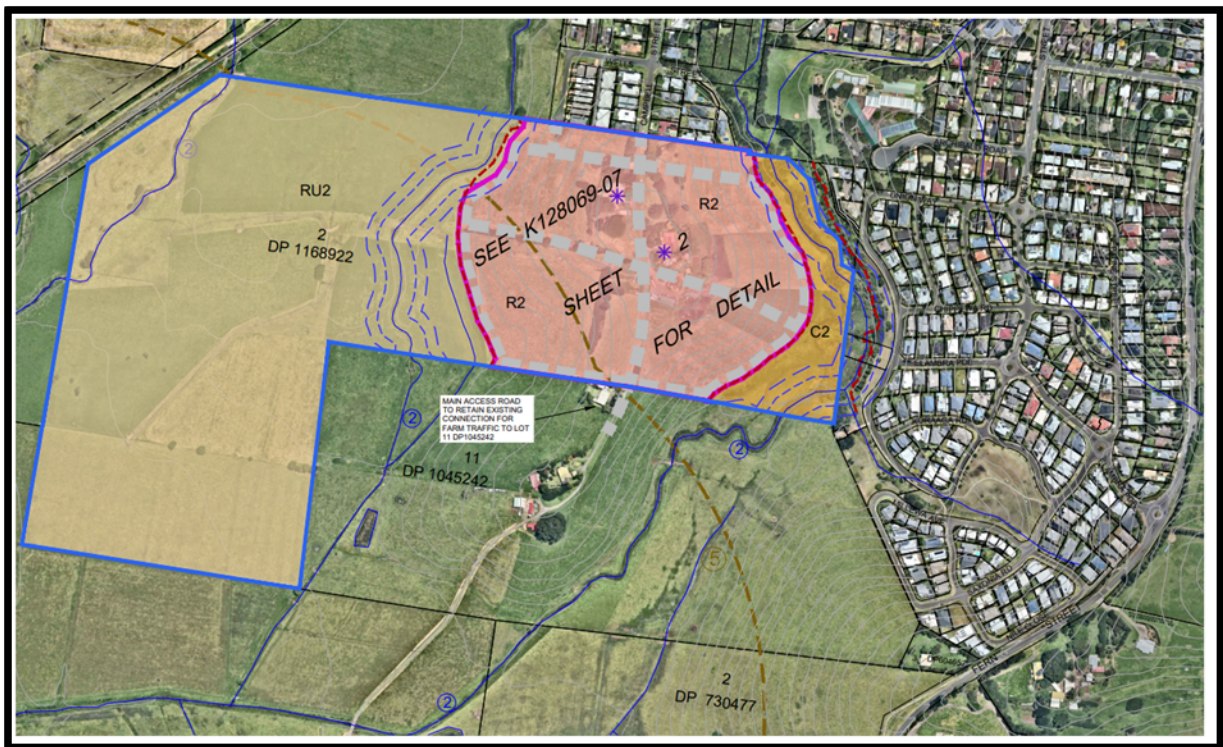 ②
RU2
2
DP 1168922
SEE K128069-07
R2
2
R2
SHEET
FOR DETAIL
C2
MAIN ACCESS ROAD
TO RETAIN EXISTING
CONNECTION FOR
FARM TRAFFIC TO LOT
11 DP1045242
②
②
11
DP 1045242
⑤
②
2
DP 730477
FERN
STREET